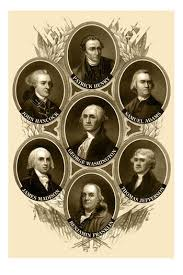 PATRICK HENRY
JOHN HANCOCK
SAMUEL ADAMS
GEORGE WASHINGTON
JAMES MADISON
THOMAS JEFFERSON
BENJAMIN FRANKLIN